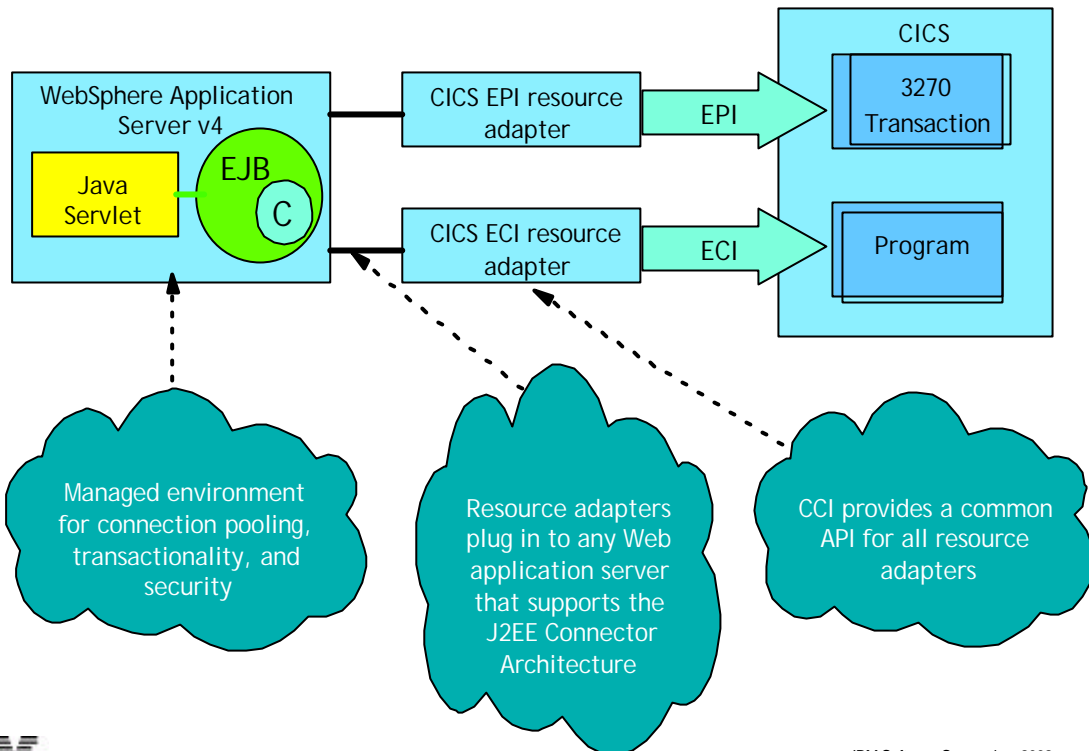 CICS
WebSphere Application
Server v4
Java
Servlet
EJB
C
CICS EPI resource
adapter
EPI
3270
Transaction
CICS ECI resource
adapter
ECI
Program
Managed environment
for connection pooling,
transactionality, and
security
Resource adapters
plug in to any Web
application server
that supports the
J2EE Connector
Architecture
CCI provides a common
API for all resource
adapters